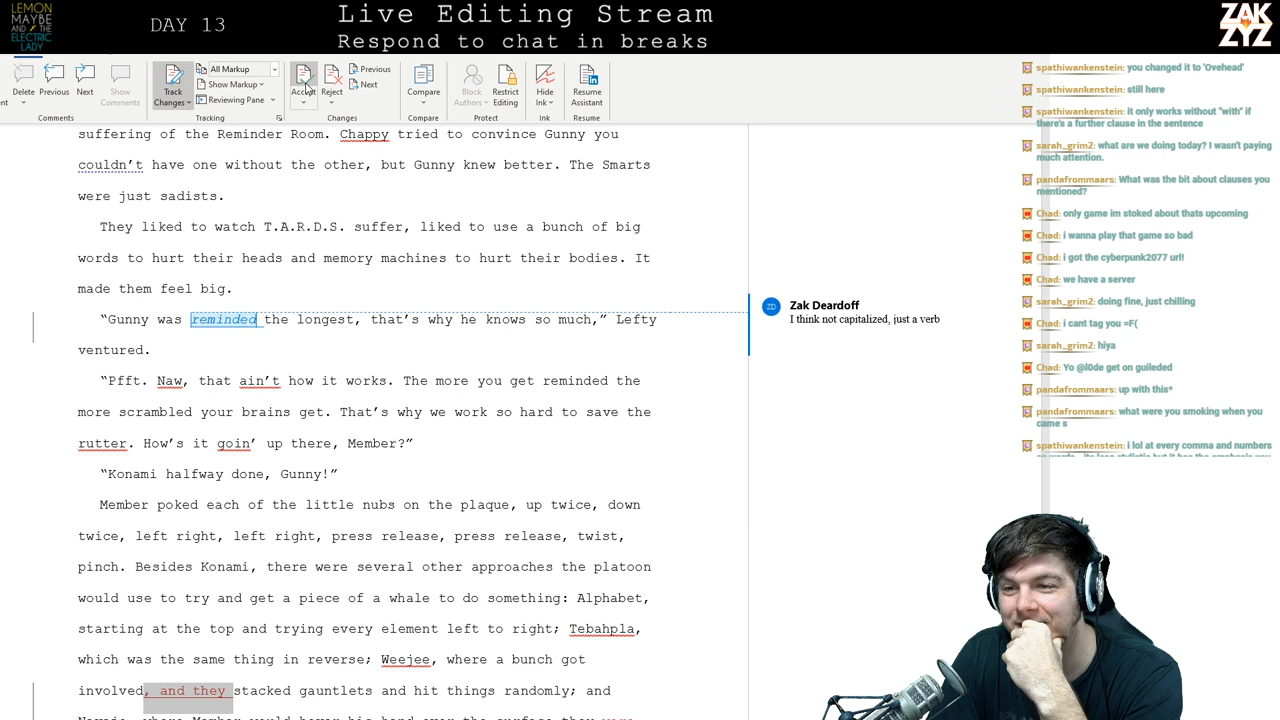 LEMON
MAYBE
AND THE
ELECTRIC
LADY
DAY 13
Live Editing Stream
Respond to chat in breaks
ZAK
ZYZ
Delete
Previous
Next
Show
Comments
Comments
Track
Changes
All Markup
Show Markup
Reviewing Pane
Tracking
Accept
Reject
Previous
Next
Changes
Compare
Compare
Block
Authors
Restrict
Editing
Protect
Hide
Ink
Ink
Resume
Assistant
Resume
suffering of the Reminder Room. Chappy tried to convince Gunny you
couldn’t have one without the other, but Gunny knew better. The Smarts
were just sadists.
They liked to watch T.A.R.D.S. suffer, liked to use a bunch of big
words to hurt their heads and memory machines to hurt their bodies. It
made them feel big.
“Gunny was reminded the longest, that’s why he knows so much,” Lefty
ventured.
“Pfft. Naw, that ain’t how it works. The more you get reminded the
more scrambled your brains get. That’s why we work so hard to save the
rutter. How’s it goin’ up there, Member?”
“Konami halfway done, Gunny!”
Member poked each of the little nubs on the plaque, up twice, down
twice, left right, left right, press release, press release, twist,
pinch. Besides Konami, there were several other approaches the platoon
would use to try and get a piece of a whale to do something: Alphabet,
starting at the top and trying every element left to right; Tebahpla,
which was the same thing in reverse; Weejee, where a bunch got
involved, and they stacked gauntlets and hit things randomly; and
ZD
Zak Deardoff
I think not capitalized, just a verb
spathiwankenstein: you changed it to 'Ovehead'
spathiwankenstein: still here
spathiwankenstein: it only works without "with" if
there's a further clause in the sentence
sarah_grim2: what are we doing today? I wasn't paying
much attention.
pandafrommaars: What was the bit about clauses you
mentioned?
Chad: only game im stoked about thats upcoming
Chad: i wanna play that game so bad
Chad: i got the cyberpunk2077 url!
Chad: we have a server
sarah_grim2: doing fine, just chilling
Chad: i cant tag you =F(
sarah_grim2: hiya
Chad: Yo @l0de get on guileded
pandafrommaars: up with this*
pandafrommaars: what were you smoking when you
came s
spathiwankenstein: i lol at every comma and numbers